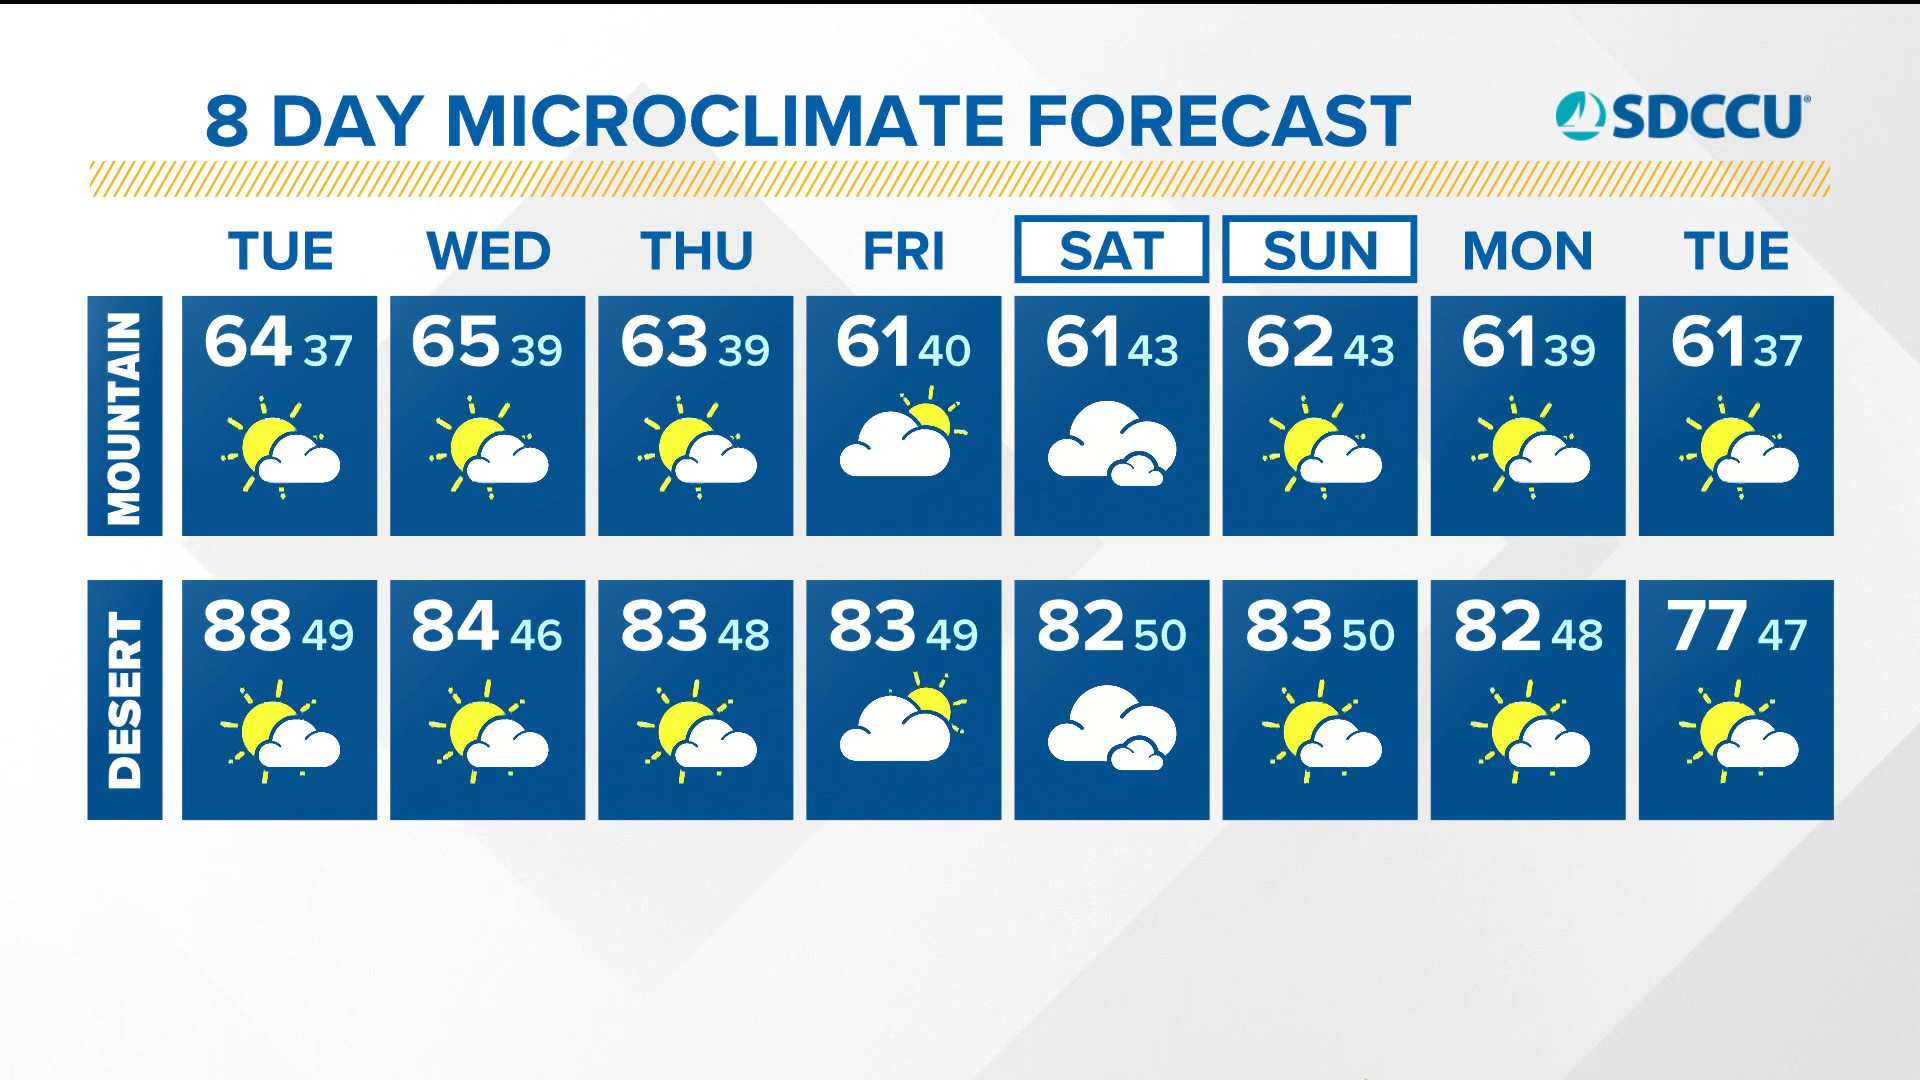 8 DAY MICROCLIMATE FORECAST
SDCCU®
TUE WED THU FRI SAT SUN MON TUE
MOUNTAIN
64 37 65 39 63 39 61 40 61 43 62 43 61 39 61 37
DESERT
88 49 84 46 83 48 83 49 82 50 83 50 82 48 77 47